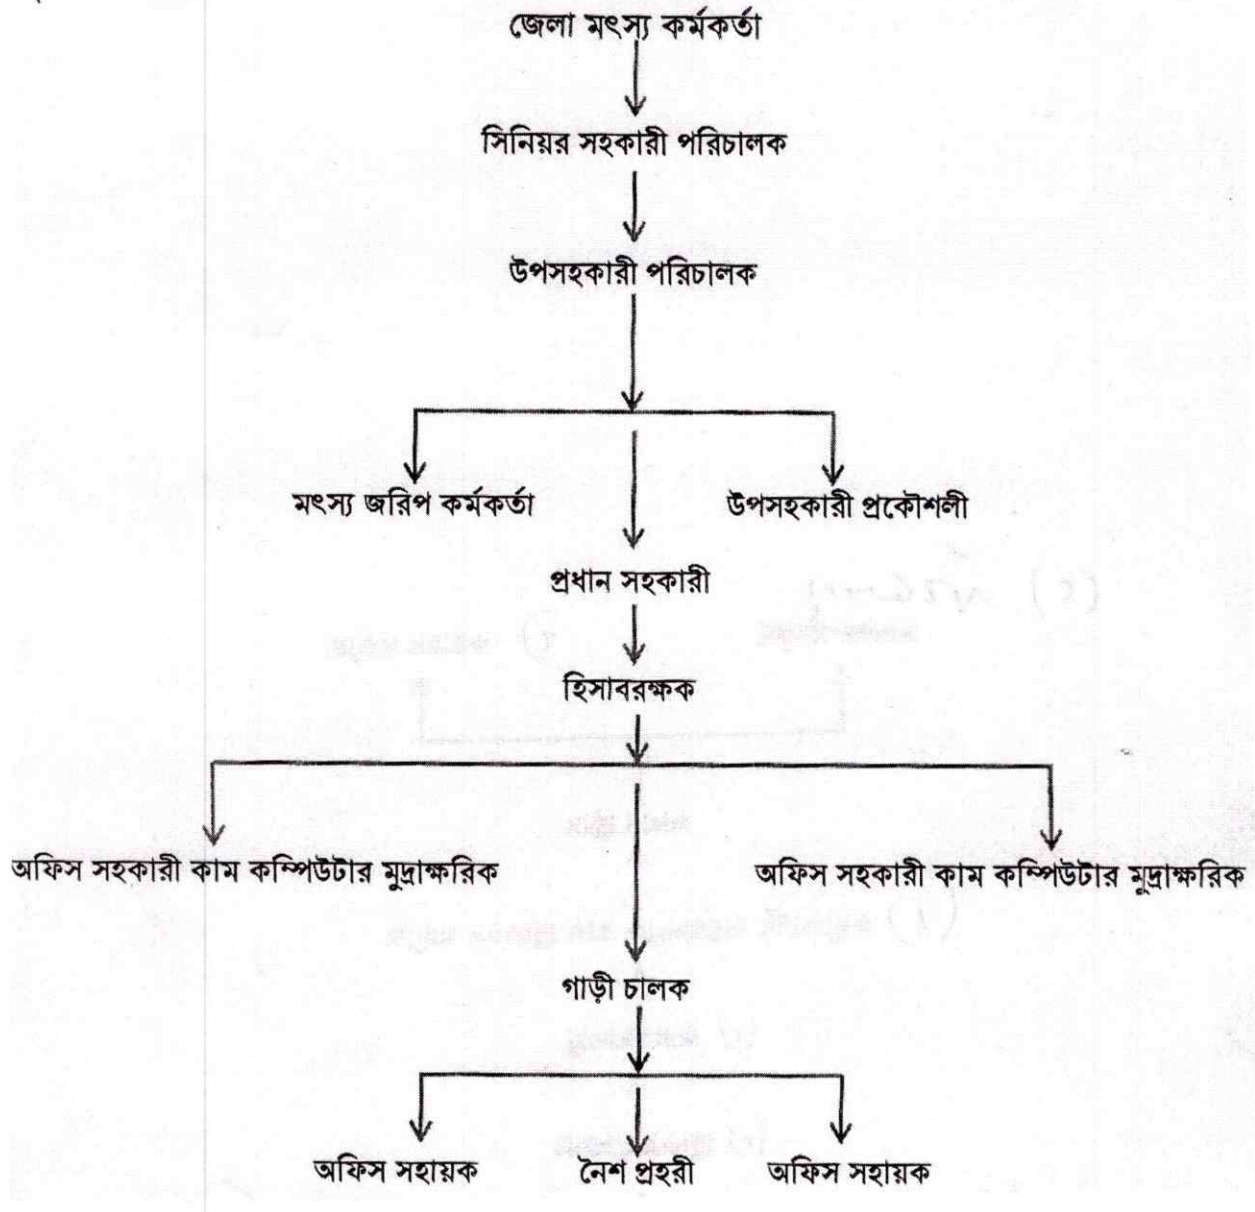 জেলা মৎস্য কর্মকর্তা
সিনিয়র সহকারী পরিচালক
উপসহকারী পরিচালক
মৎস্য জরিপ কর্মকর্তা উপসহকারী প্রকৌশলী
প্রধান সহকারী
হিসাবরক্ষক
অফিস সহকারী কাম কম্পিউটার মুদ্রাক্ষরিক অফিস সহকারী কাম কম্পিউটার মুদ্রাক্ষরিক
গাড়ী চালক
অফিস সহায়ক নৈশ প্রহরী অফিস সহায়ক